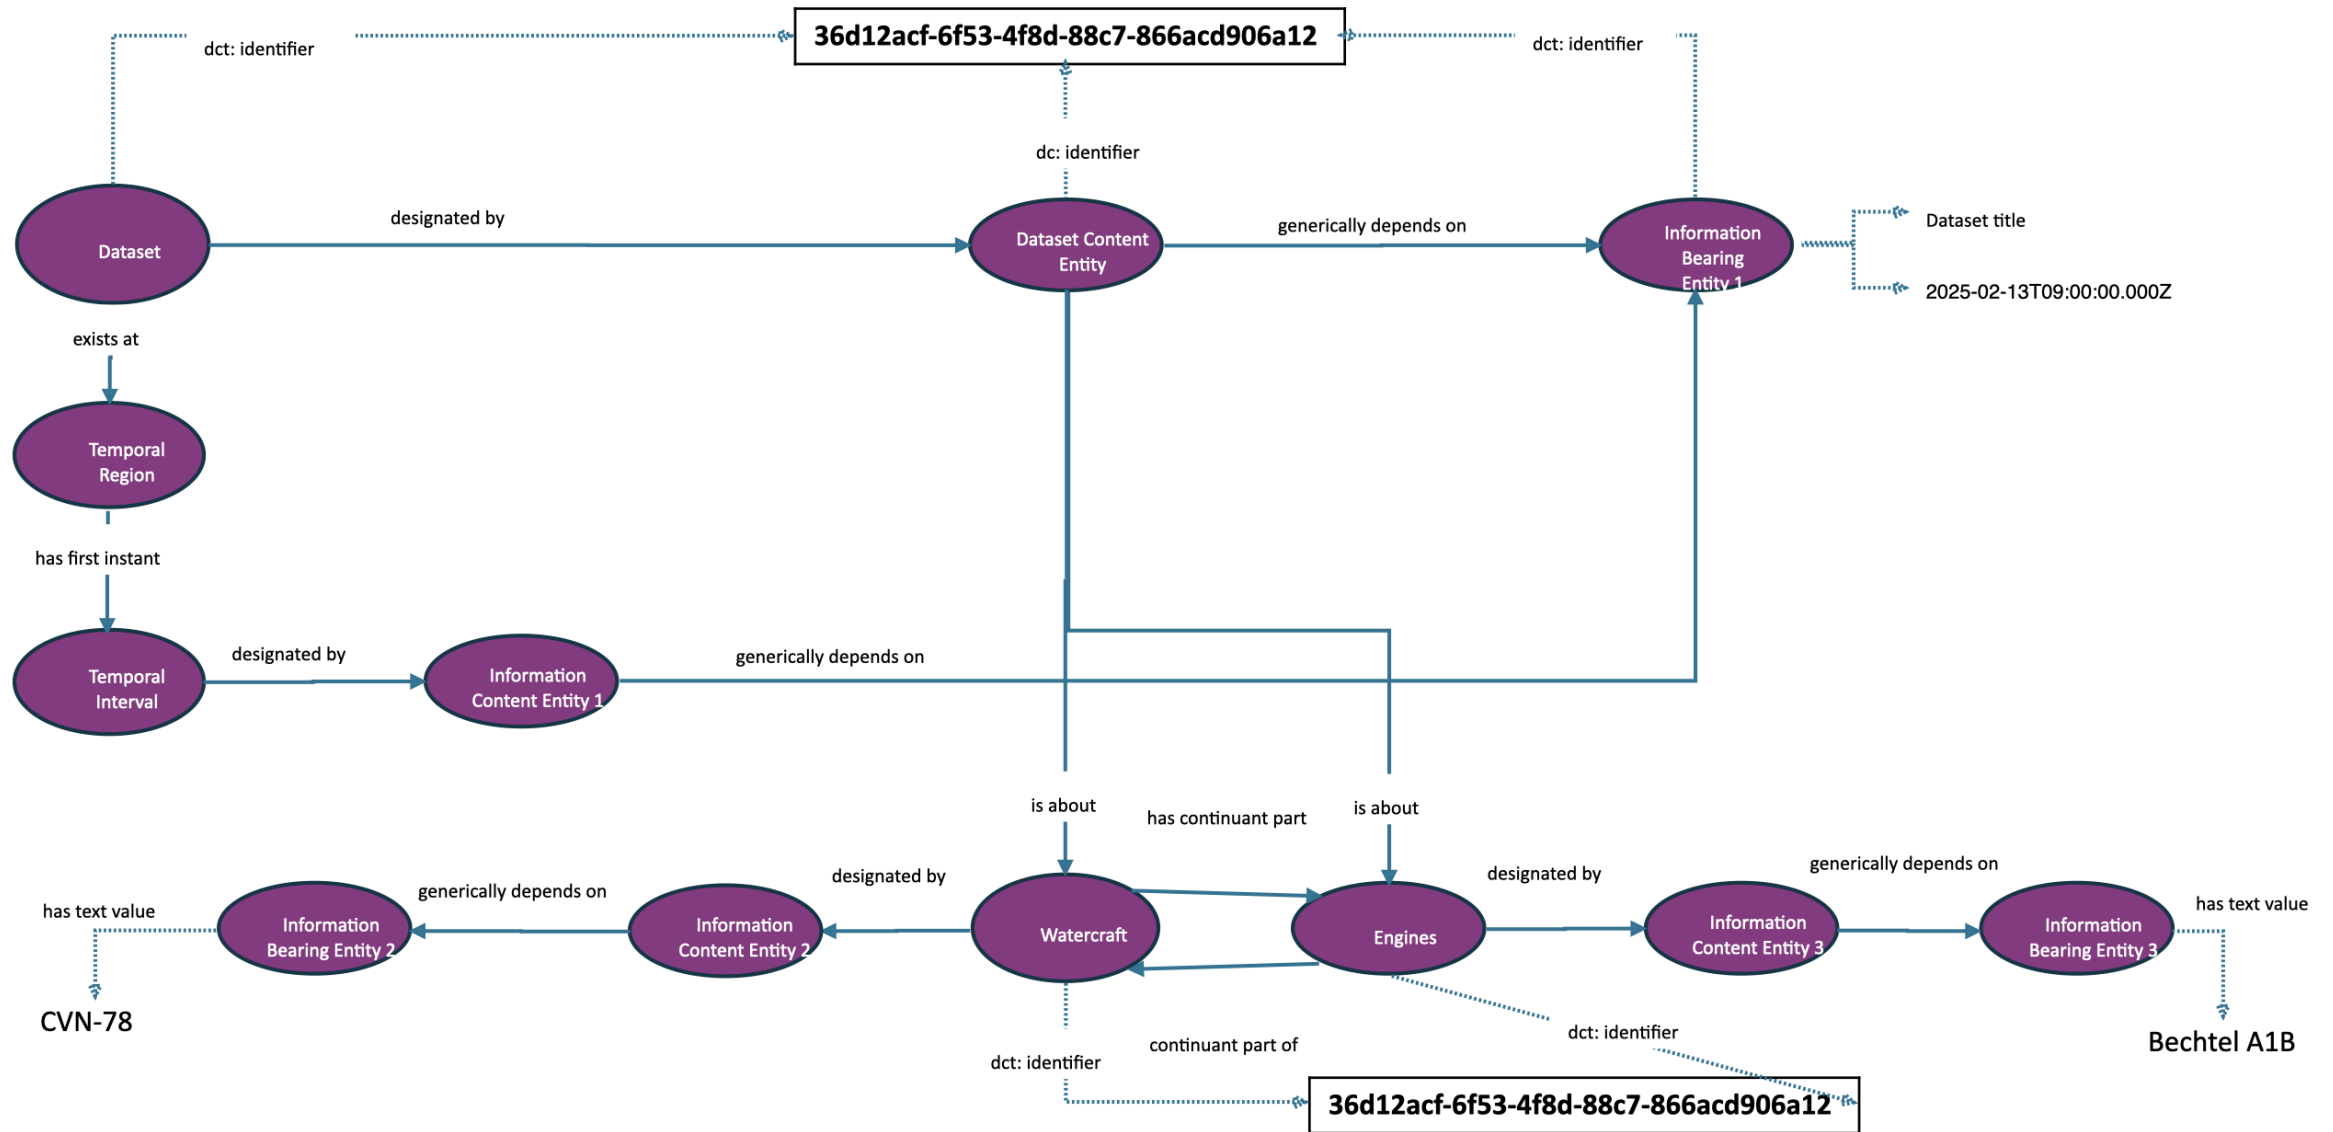 36d12acf-6f53-4f8d-88c7-866acd906a12
dct: identifier
dct: identifier
dc: identifier
designated by
generically depends on
Dataset
Dataset Content
Entity
Information
Bearing
Entity 1
Dataset title
2025-02-13T09:00:00.000Z
exists at
Temporal
Region
has first instant
Temporal
Interval
designated by
Information
Content Entity 1
generically depends on
is about
has continuant part
is about
has text value
generically depends on
designated by
designated by
generically depends on
has text value
Information
Bearing Entity 2
Information
Content Entity 2
Watercraft
Engines
Information
Content Entity 3
Information
Bearing Entity 3
CVN-78
dct: identifier
continuant part of
dct: identifier
Bechtel A1B
36d12acf-6f53-4f8d-88c7-866acd906a12